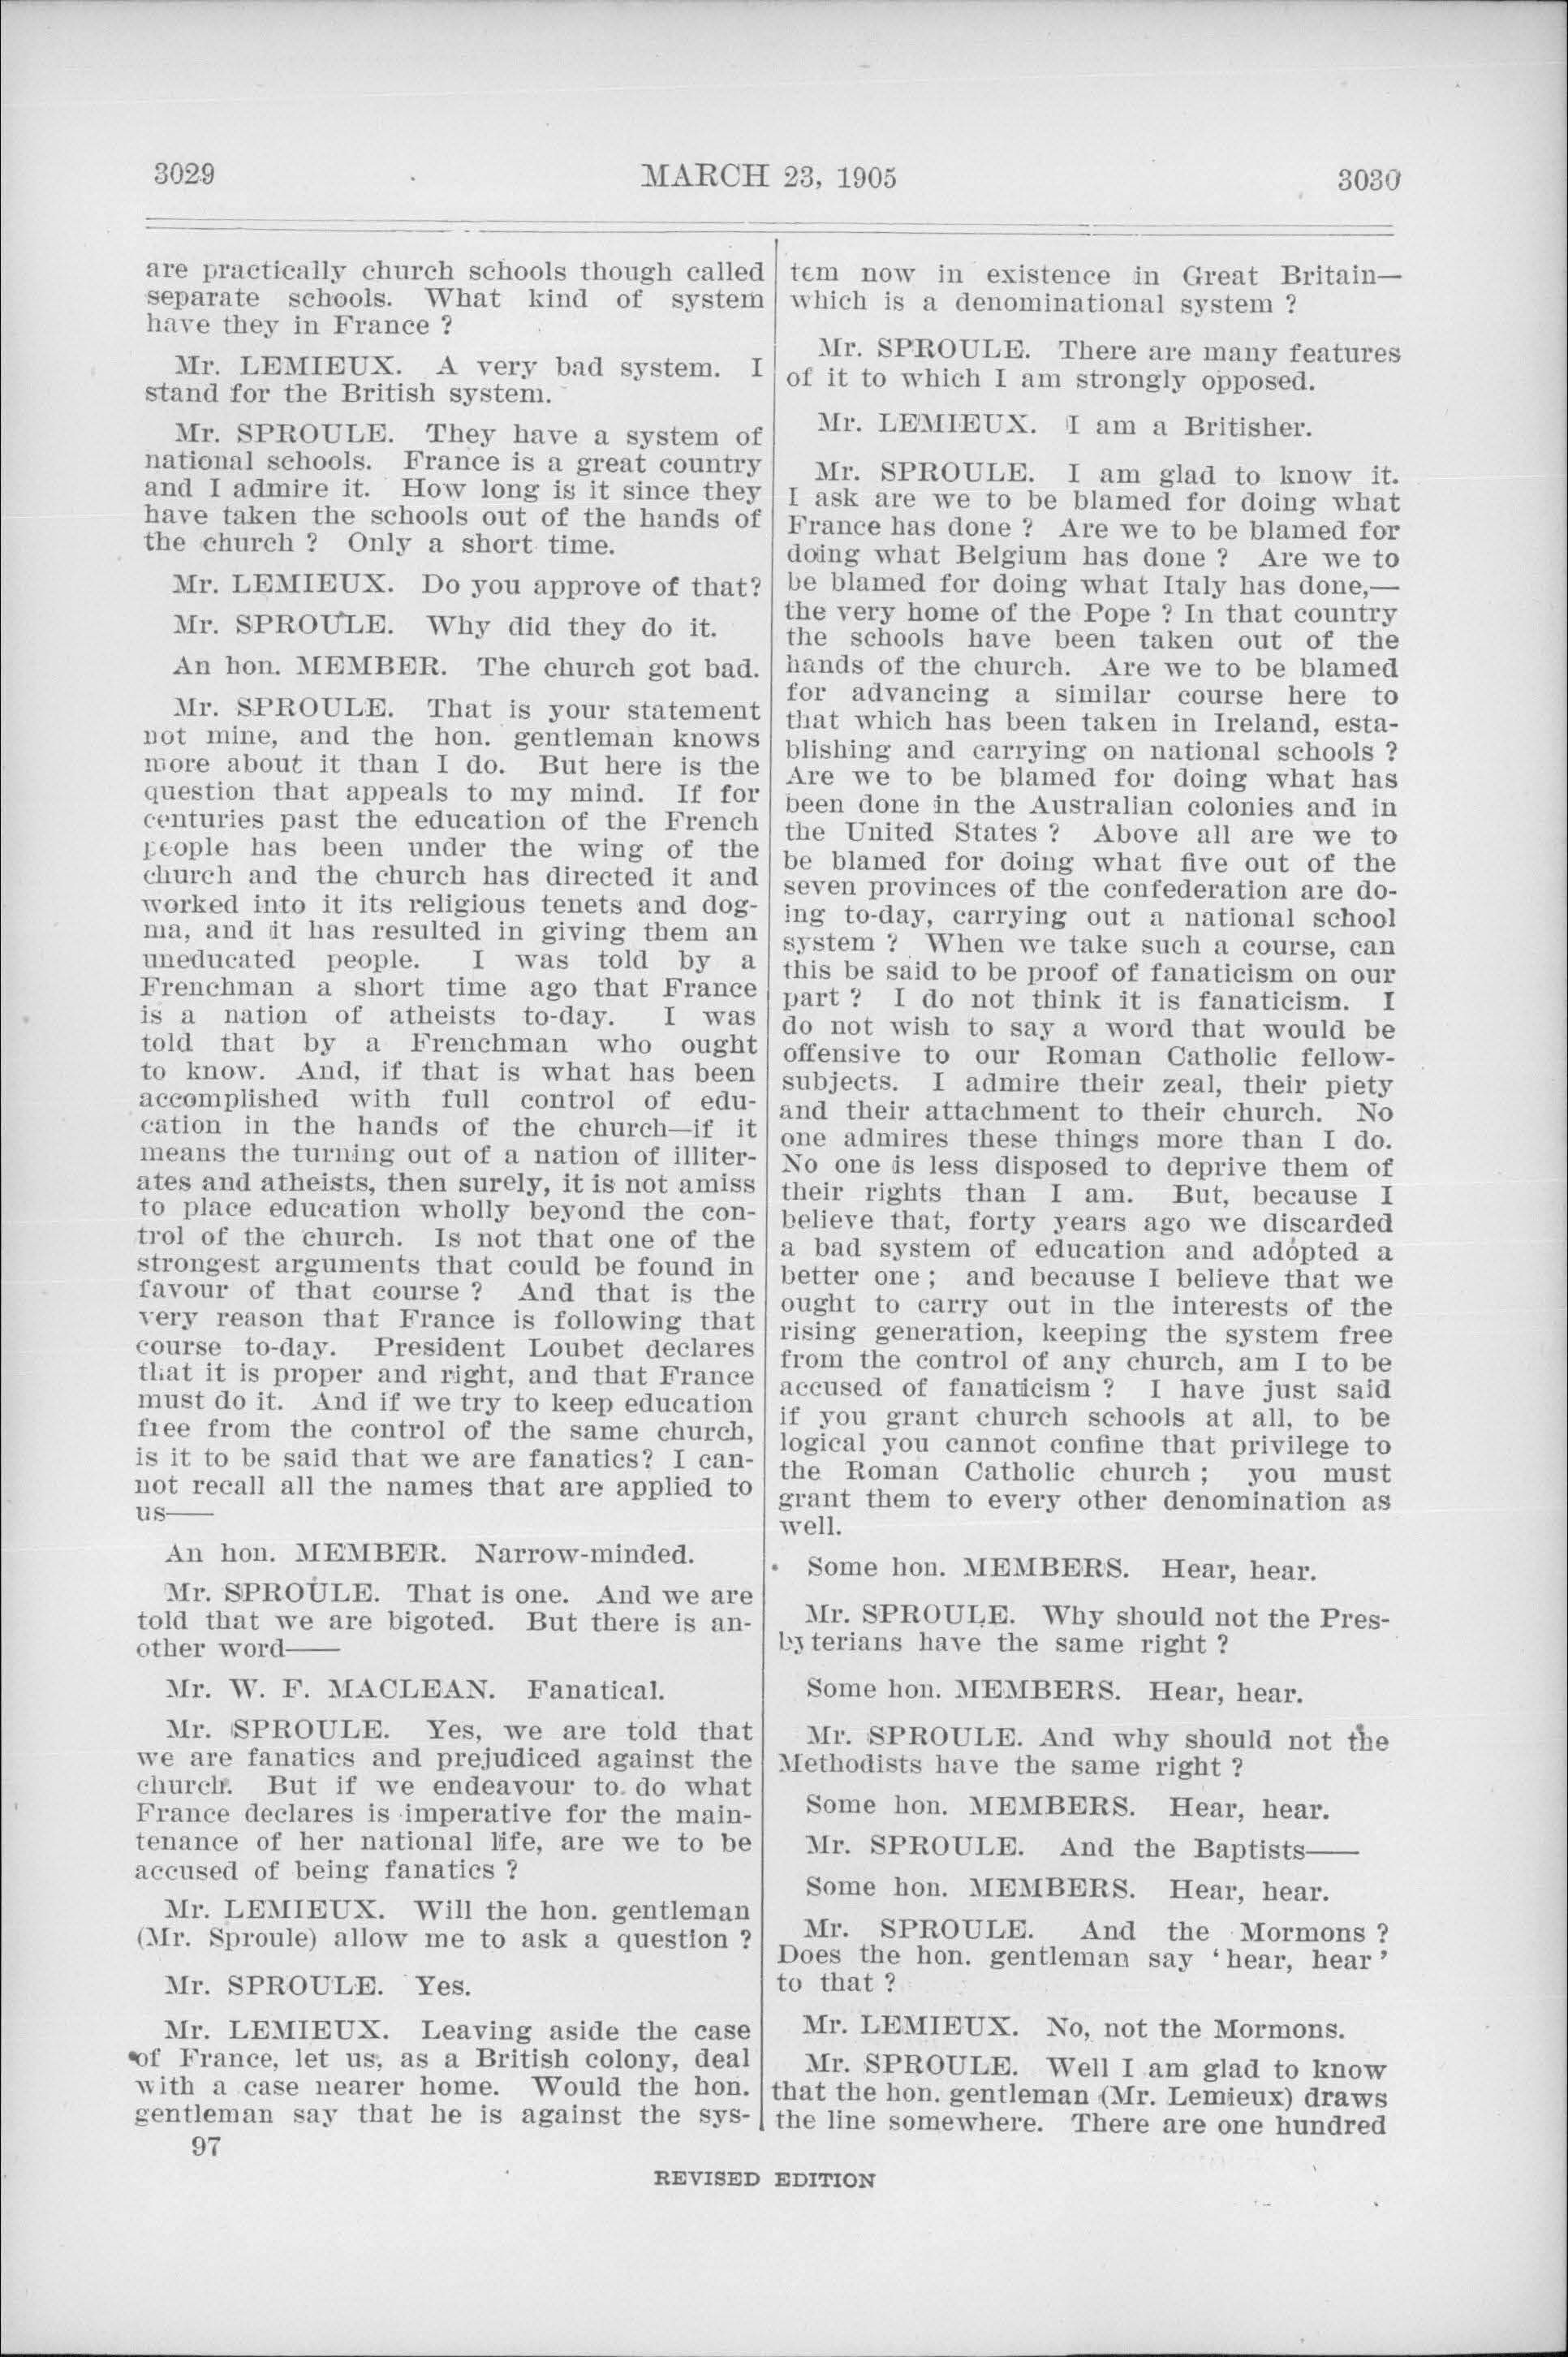 3029 MARCH 23, 1905 3030
are practically church schools though called
separate schools. What kind of system
have they in France ?
Mr. LEMIEUX. A very bad system. I
stand for the British system.
Mr. SPROULE. They have a system of
national schools. France is a great country
and I admire it. How long is it since they
have taken the schools out of the hands of
the church ? Only a short time.
Mr. LEMIEUX. Do you approve of that?
Mr. SPROULE. Why did they do it.
An hon. MEMBER. The church got bad.
Mr. SPROULE. That is your statement
not mine, and the hon. gentleman knows
more about it than I do. But here is the
question that appeals to my mind. If for
centuries past the education of the French
people has been under the wing of the
church and the church has directed it and
worked into it its religious tenets and dog-
ma, and it has resulted in giving them an
uneducated people. I was told by a
Frenchman a short time ago that France
is a nation of atheists to-day. I was
told that by a Frenchman who ought
to know. And, if that is what has been
accomplished with full control of edu-
cation in the hands of the church—if it
means the turning out of a nation of illiter-
ates and atheists, then surely, it is not amiss
to place education wholly beyond the con-
trol of the church. Is not that one of the
strongest arguments that could be found in
favour of that course ? And that is the
very reason that France is following that
course to-day. President Loubet declares
that it is proper and right, and that France
must do it. And if we try to keep education
free from the control of the same church,
is it to be said that we are fanatics? I can-
not recall all the names that are applied to
us——
An hon. MEMBER. Narrow-minded.
Mr. SPROULE. That is one. And we are
told that we are bigoted. But there is an-
other word——
Mr. W. F. MACLEAN. Fanatical.
Mr. SPROULE. Yes, we are told that
we are fanatics and prejudiced against the
church. But if we endeavour to do what
France declares is imperative for the main-
tenance of her national life, are we to be
accused of being fanatics ?
Mr. LEMIEUX. Will the hon. gentleman
(Mr. Sproule) allow me to ask a question ?
Mr. SPROULE. Yes.
Mr. LEMIEUX. Leaving aside the case
of France, let us, as a British colony, deal
with a case nearer home. Would the hon.
gentleman say that he is against the sys-
97
tem now in existence in Great Britain—
which is a denominational system ?
Mr. SPROULE. There are many features
of it to which I am strongly opposed.
Mr. LEMIEUX. I am a Britisher.
Mr. SPROULE. I am glad to know it.
I ask are we to be blamed for doing what
France has done ? Are we to be blamed for
doing what Belgium has done ? Are we to
be blamed for doing what Italy has done,—
the very home of the Pope ? In that country
the schools have been taken out of the
hands of the church. Are we to be blamed
for advancing a similar course here to
that which has been taken in Ireland, esta-
blishing and carrying on national schools ?
Are we to be blamed for doing what has
been done in the Australian colonies and in
the United States ? Above all are we to
be blamed for doing what five out of the
seven provinces of the confederation are do-
ing to-day, carrying out a national school
system ? When we take such a course, can
this be said to be proof of fanaticism on our
part ? I do not think it is fanaticism. I
do not wish to say a word that would be
offensive to our Roman Catholic fellow-
subjects. I admire their zeal, their piety
and their attachment to their church. No
one admires these things more than I do.
No one is less disposed to deprive them of
their rights than I am. But, because I
believe that, forty years ago we discarded
a bad system of education and adopted a
better one ; and because I believe that we
ought to carry out in the interests of the
rising generation, keeping the system free
from the control of any church, am I to be
accused of fanaticism ? I have just said
if you grant church schools at all, to be
logical you cannot confine that privilege to
the Roman Catholic church ; you must
grant them to every other denomination as
well.
Some hon. MEMBERS. Hear, hear.
Mr. SPROULE. Why should not the Pres-
byterians have the same right ?
Some hon. MEMBERS. Hear, hear.
Mr. SPROULE. And why should not the
Methodists have the same right ?
Some hon. MEMBERS. Hear, hear.
Mr. SPROULE. And the Baptists——
Some hon. MEMBERS. Hear, hear.
Mr. SPROULE. And the Mormons ?
Does the hon. gentleman say ‘ hear, hear ’
to that ?
Mr. LEMIEUX. No, not the Mormons.
Mr. SPROULE. Well I am glad to know
that the hon. gentleman (Mr. Lemieux) draws
the line somewhere. There are one hundred
REVISED EDITION